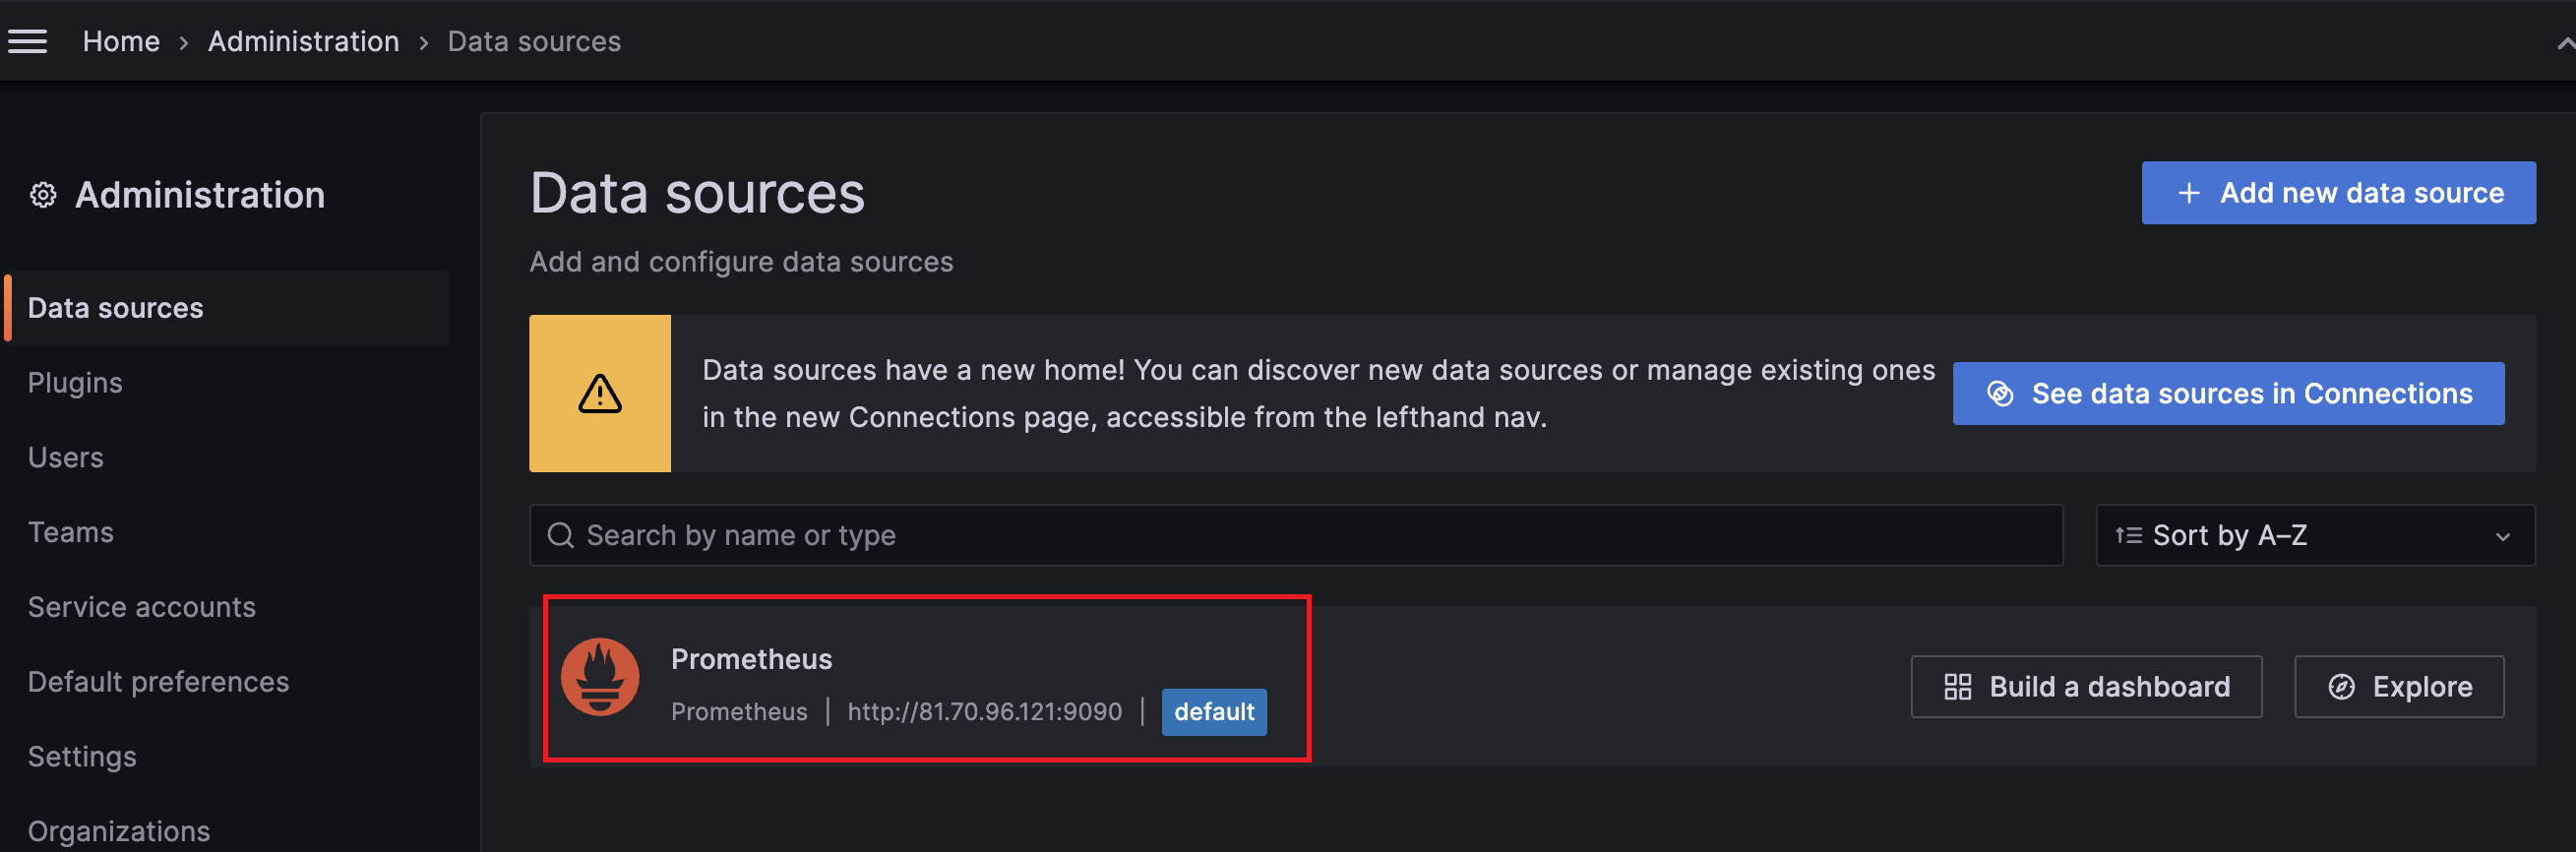 Home › Administration › Data sources
Administration
Data sources
Plugins
Users
Teams
Service accounts
Default preferences
Settings
Organizations
Data sources
Add and configure data sources
+ Add new data source
Data sources have a new home! You can discover new data sources or manage existing ones
in the new Connections page, accessible from the lefthand nav.
See data sources in Connections
Search by name or type
Sort by A–Z
Prometheus
Prometheus | http://81.70.96.121:9090 | default
Build a dashboard
Explore